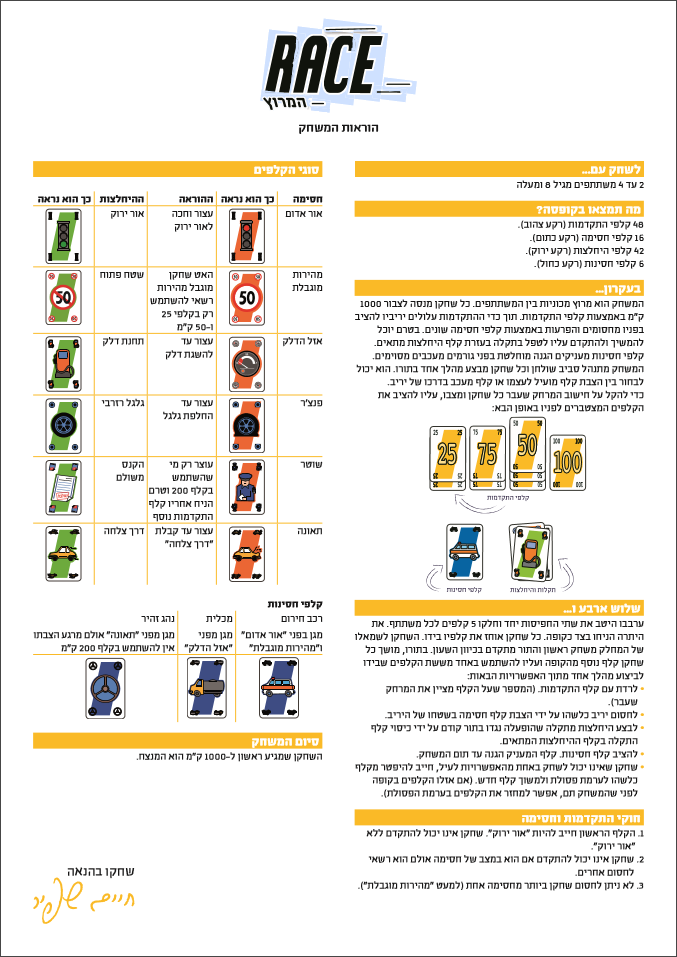 RACE
המרוץ
הוראות המשחק
לשחק עם...
2 עד 4 משתתפים מגיל 8 ומעלה
מה תמצאו בקופסה?
48 קלפי התקדמות (רקע צהוב).
16 קלפי חסימה (רקע כתום).
42 קלפי היחלצות (רקע ירוק).
6 קלפי חסינות (רקע כחול).
בעקרון...
המשחק הוא מרוץ מכוניות בין המשתתפים. כל שחקן מנסה לצבור 1000
ק"מ באמצעות קלפי התקדמות. תוך כדי ההתקדמות עלולים יריביו להציב
בפניו מחסומים והפרעות באמצעות קלפי חסימה שונים. בטרם יוכל
להמשיך ולהתקדם עליו לטפל בתקלה בעזרת קלף היחלצות מתאים.
קלפי חסינות מעניקים הגנה מוחלטת בפני גורמים מעכבים מסוימים.
המשחק מתנהל סביב שולחן וכל שחקן מבצע מהלך אחד בתורו. הוא יכול
לבחור בין הצבת קלף מועיל לעצמו או קלף מעכב בדרכו של יריב.
כדי להקל על חישוב המרחק שעבר כל שחקן ומצבו, עליו להציב את
הקלפים המצטברים לפניו באופן הבא:
25 75 50 100
קלפי התקדמות
קלפי חסינות
תקלות והיחלצות
שלוש ארבע ו...
ערבבו היטב את שתי החפיסות יחד וחלקו 5 קלפים לכל משתתף. את
היתרה הניחו בצד כקופה. כל שחקן אוחז את קלפיו בידו. השחקן לשמאלו
של המחלק משחק ראשון והתור מתקדם בכיוון השעון. בתורו, מושך כל
שחקן קלף נוסף מהקופה ועליו להשתמש באחד מששת הקלפים שבידו
לביצוע מהלך אחד מתוך האפשרויות הבאות:
• לרדת עם קלף התקדמות. (המספר שעל הקלף מציין את המרחק
שעבר).
• לחסום יריב כלשהו על ידי הצבת קלף חסימה בשטחו של היריב.
• לבצע היחלצות מתקלה שהופעלה נגדו בתור קודם על ידי כיסוי קלף
התקלה בקלף ההיחלצות המתאים.
• להציב קלף חסינות. קלף המעניק הגנה עד תום המשחק.
• שחקן שאינו יכול לשחק באחת מהאפשרויות לעיל, חייב להיפטר מקלף
כלשהו לערמת פסולת ולמשוך קלף חדש. (אם אזלו הקלפים בקופה
לפני שהמשחק תם, אפשר למחזר את הקלפים בערמת הפסולת).
חוקי התקדמות וחסימה
1. הקלף הראשון חייב להיות "אור ירוק". שחקן אינו יכול להתקדם ללא
"אור ירוק".
2. שחקן אינו יכול להתקדם אם הוא במצב של חסימה אולם הוא רשאי
לחסום אחרים.
3. לא ניתן לחסום שחקן ביותר מחסימה אחת (למעט "מהירות מוגבלת").
סוגי הקלפים
חסימה כך הוא נראה ההוראה ההיחלצות כך הוא נראה
אור אדום עצור וחכה אור ירוק
לאור ירוק
מהירות האט שחקן שטח פתוח
מוגבלת מוגבל מהירות
50 רשאי להשתמש 50
רק בקלפי 25
ו-50 ק"מ
אזל הדלק עצור עד תחנת דלק
להשגת דלק
פנצ'ר עצור עד גלגל רזרבי
החלפת גלגל
שוטר עוצר רק מי הקנס
שהשתמש משולם
בקלף 200 וטרם
הניח אחריו קלף
התקדמות נוסף
תאונה עצור עד קבלת דרך צלחה
"דרך צלחה"
קלפי חסינות
רכב חירום מכלית נהג זהיר
מגן בפני "אור אדום" מגן מפני מגן מפני "תאונה" אולם מרגע הצבתו
ו"מהירות מוגבלת" "אזל הדלק" אין להשתמש בקלף 200 ק"מ
סיום המשחק
השחקן שמגיע ראשון ל-1000 ק"מ הוא המנצח.
שחקו בהנאה
חיים שפיר